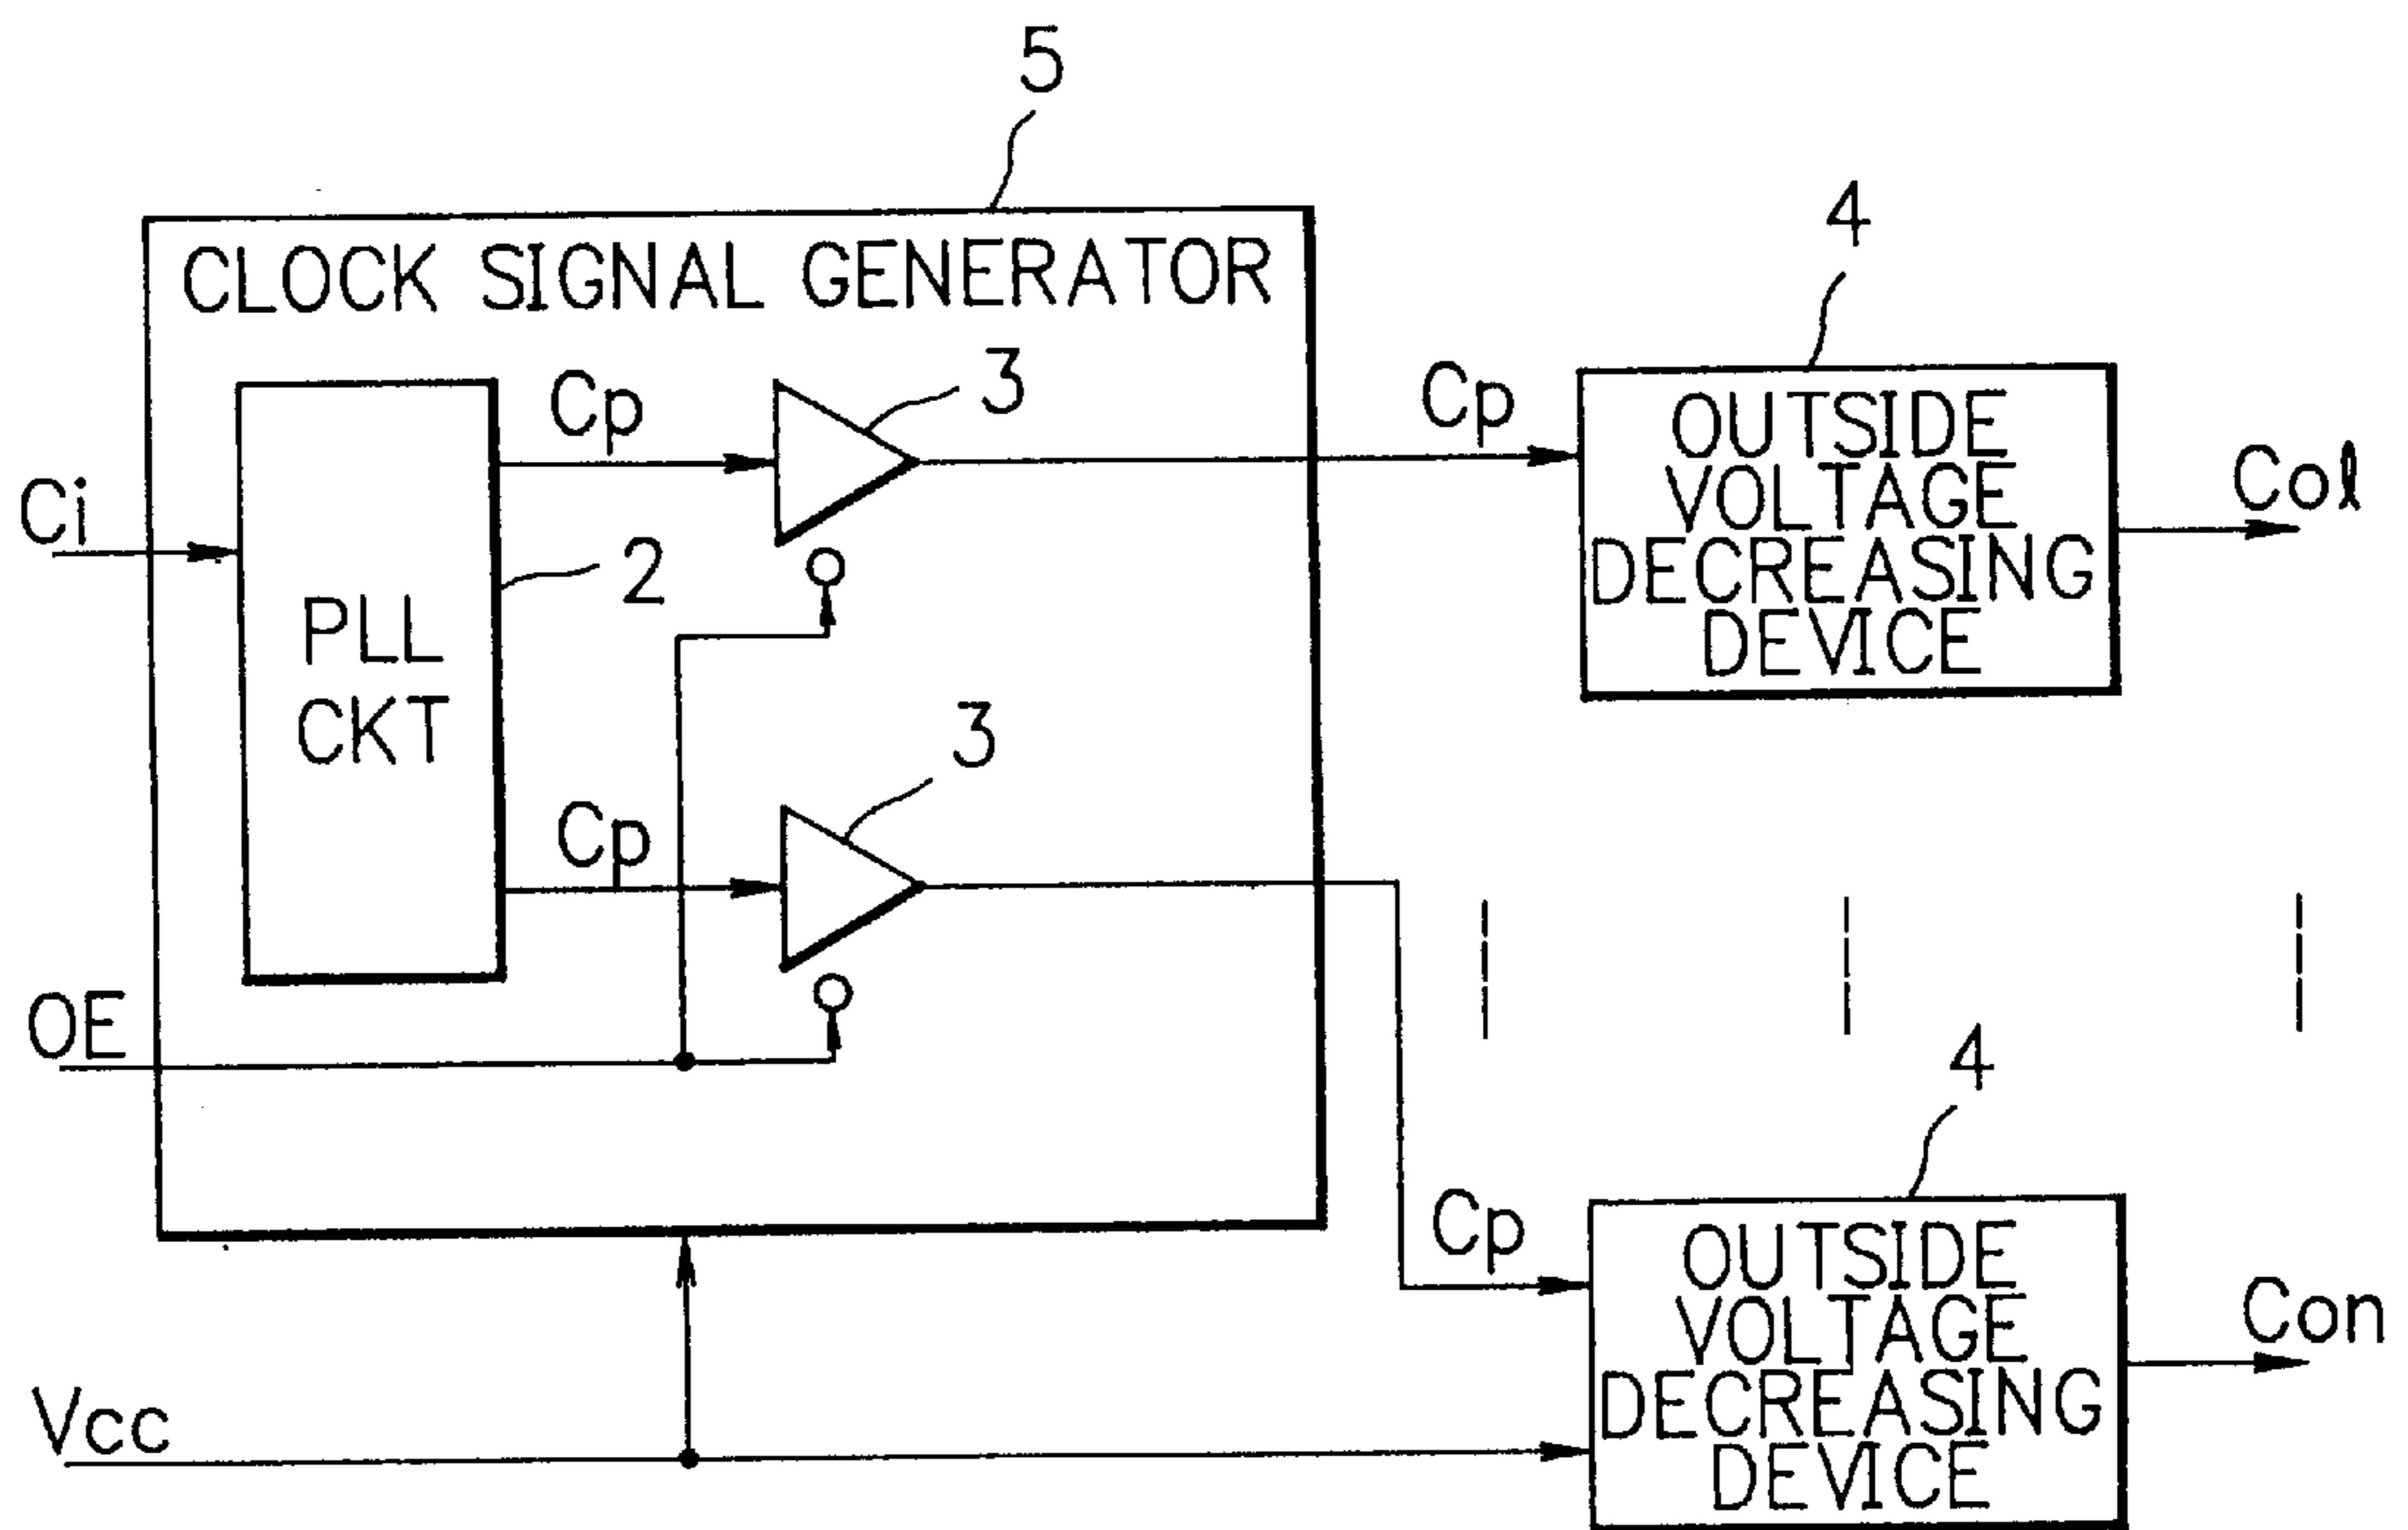 5
4
CLOCK SIGNAL GENERATOR
Cp
3
Cp
OUTSIDE
VOLTAGE
DECREASING
DEVICE
Col
Ci
2
PLL
CKT
3
Cp
OE
4
Cp
OUTSIDE
VOLTAGE
DECREASING
DEVICE
Con
Vcc